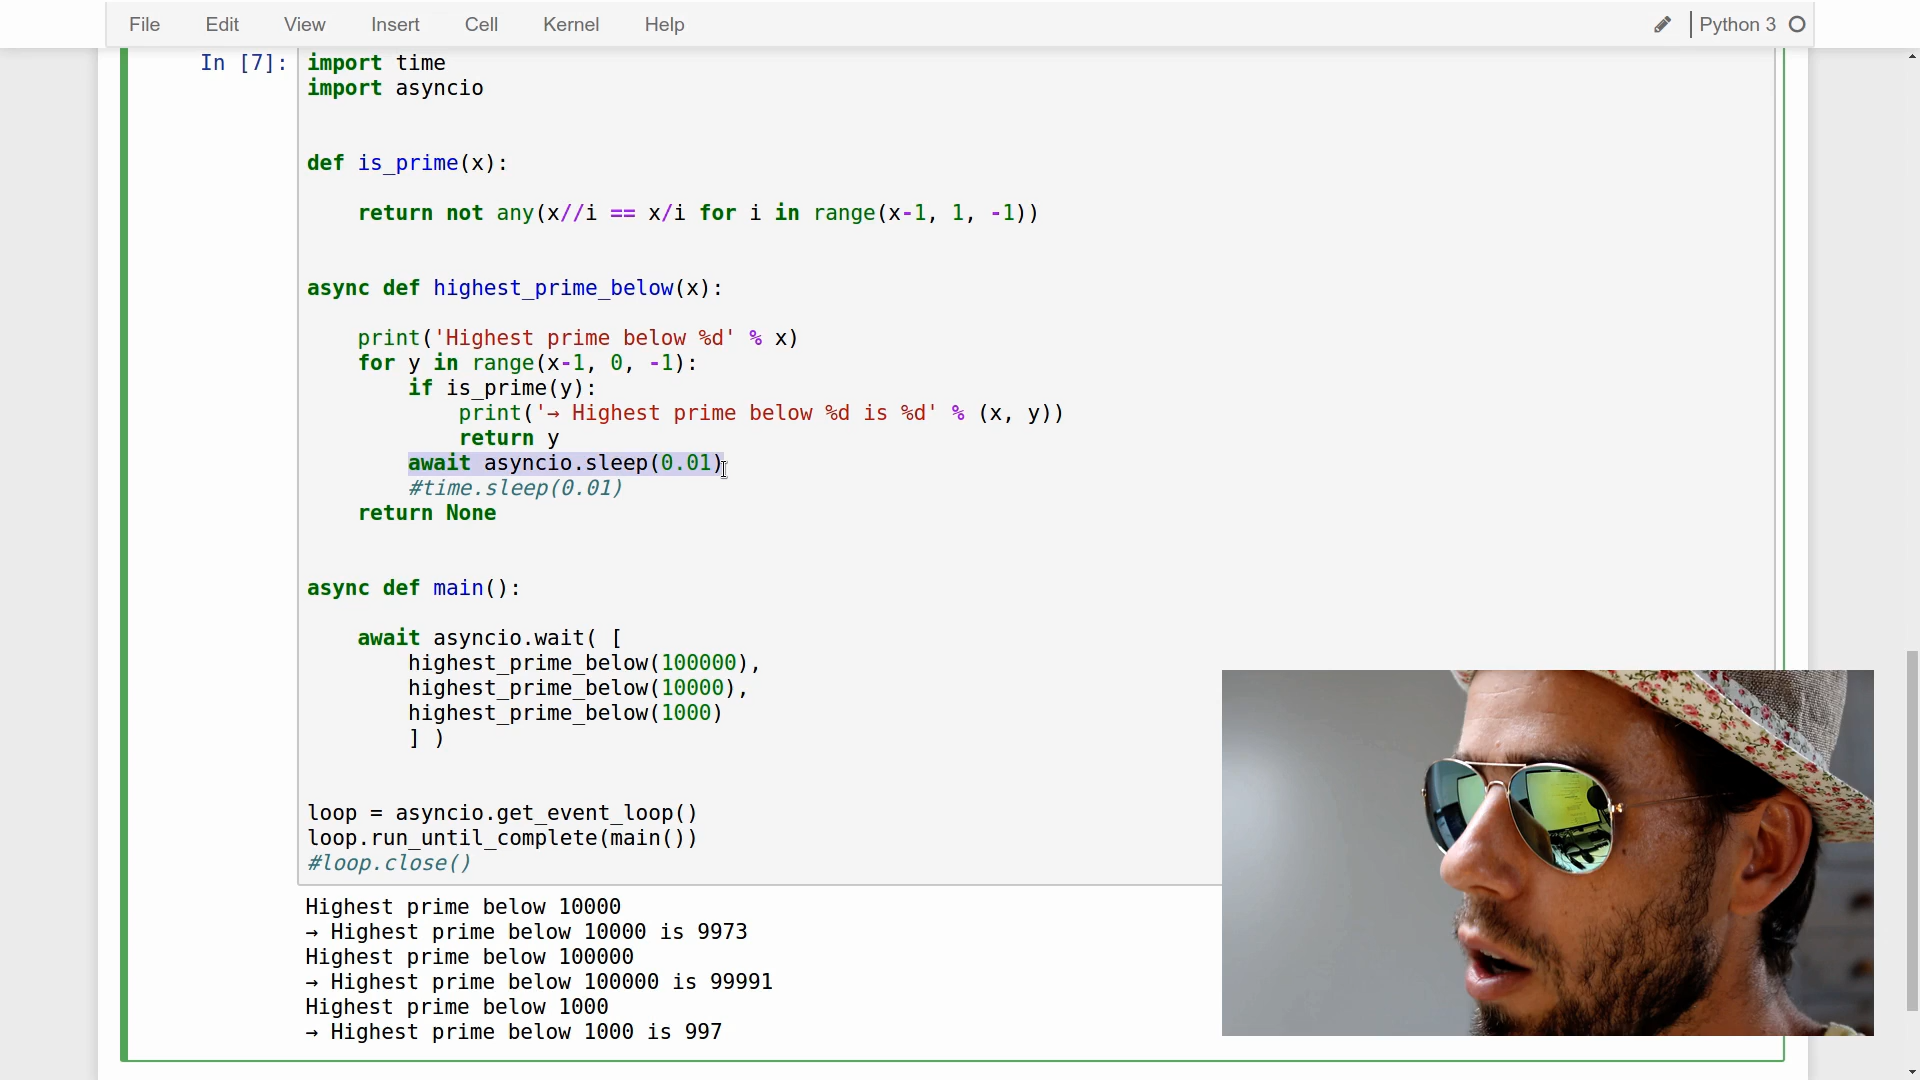 File Edit View Insert Cell Kernel Help Python 3
In [7]: import time
import asyncio
def is_prime(x):
return not any(x//i == x/i for i in range(x-1, 1, -1))
async def highest_prime_below(x):
print('Highest prime below %d' % x)
for y in range(x-1, 0, -1):
if is_prime(y):
print('→ Highest prime below %d is %d' % (x, y))
return y
await asyncio.sleep(0.01)
#time.sleep(0.01)
return None
async def main():
await asyncio.wait( [
highest_prime_below(100000),
highest_prime_below(10000),
highest_prime_below(1000)
] )
loop = asyncio.get_event_loop()
loop.run_until_complete(main())
#loop.close()
Highest prime below 10000
→ Highest prime below 10000 is 9973
Highest prime below 100000
→ Highest prime below 100000 is 99991
Highest prime below 1000
→ Highest prime below 1000 is 997